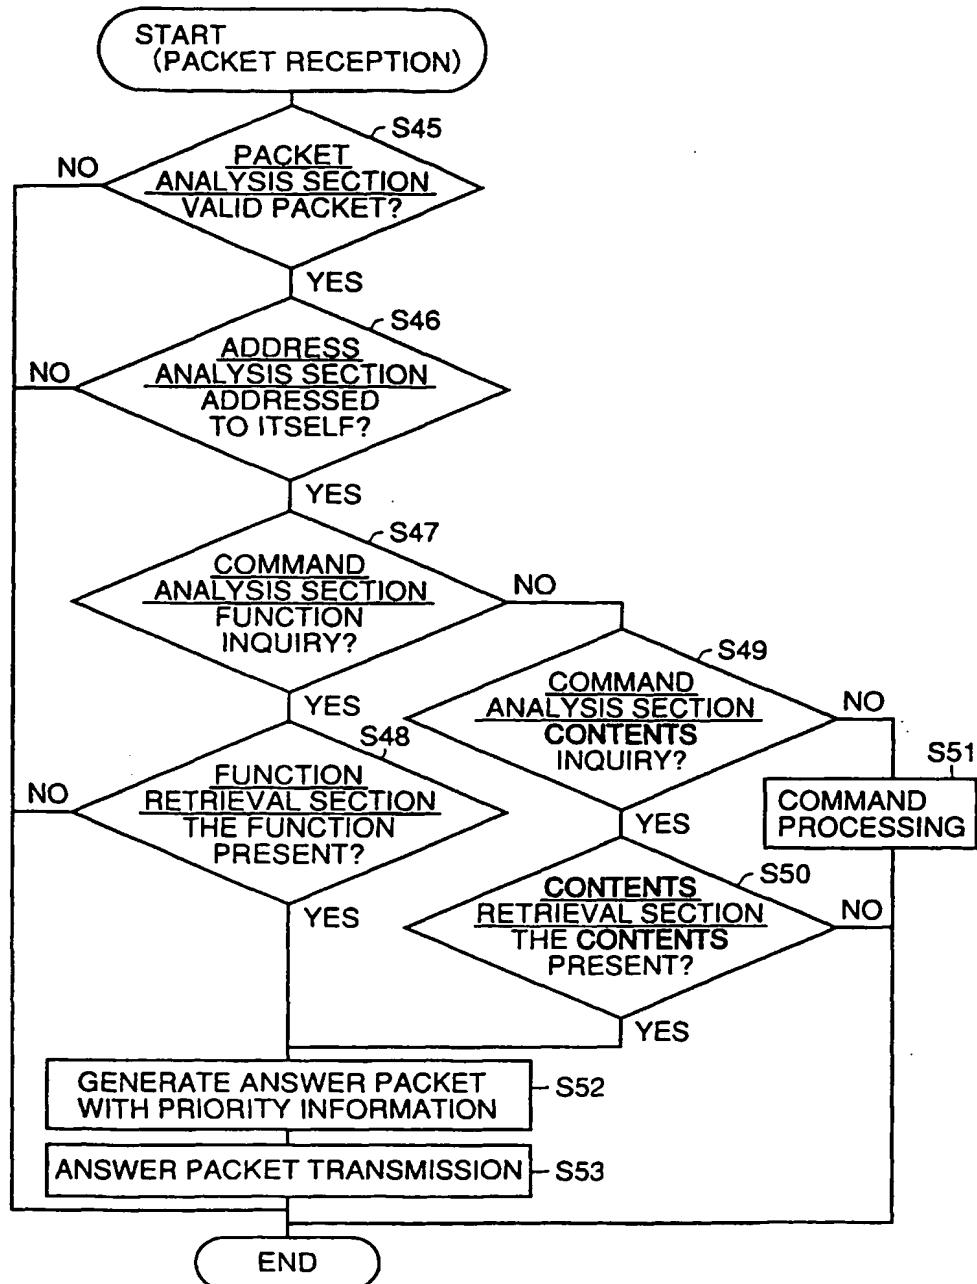 START
(PACKET RECEPTION)
S45
NO
PACKET
ANALYSIS SECTION
VALID PACKET?
YES
S46
NO
ADDRESS
ANALYSIS SECTION
ADDRESSED
TO ITSELF?
YES
S47
COMMAND
ANALYSIS SECTION
FUNCTION
INQUIRY?
NO
YES
S49
COMMAND
ANALYSIS SECTION
CONTENTS
INQUIRY?
NO
YES
S48
NO
FUNCTION
RETRIEVAL SECTION
THE FUNCTION
PRESENT?
YES
S51
COMMAND
PROCESSING
S50
CONTENTS
RETRIEVAL SECTION
THE CONTENTS
PRESENT?
NO
YES
GENERATE ANSWER PACKET
WITH PRIORITY INFORMATION
S52
ANSWER PACKET TRANSMISSION
S53
END